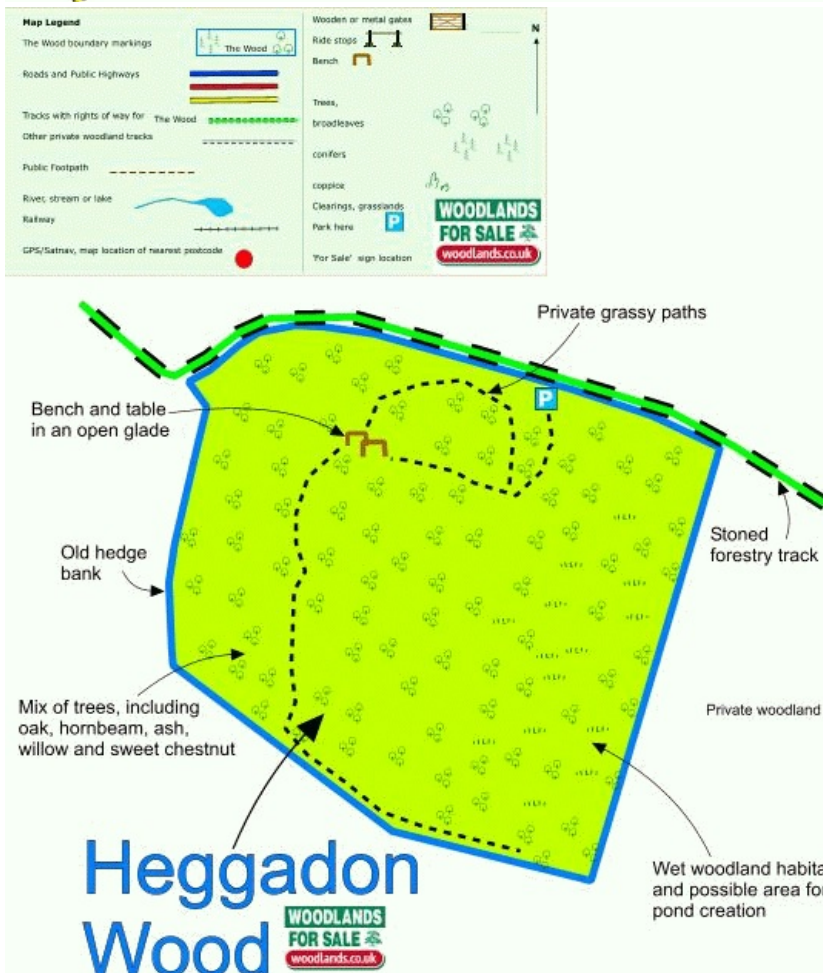 Map Legend
The Wood boundary markings
The Wood
Roads and Public Highways
Tracks with rights of way for The Wood
Other private woodland tracks
Public Footpath
River, stream or lake
Railway
GPS/Satnav, map location of nearest postcode
Wooden or metal gates
Ride stops
Bench
Trees,
broadleaves
conifers
coppice
Clearings, grasslands
Park here
P
'For Sale' sign location
N
WOODLANDS
FOR SALE
woodlands.co.uk
Private grassy paths
P
Bench and table
in an open glade
Stoned
forestry track
Old hedge
bank
Mix of trees, including
oak, hornbeam, ash,
willow and sweet chestnut
Private woodland
Wet woodland habita
and possible area for
pond creation
Heggadon
Wood
WOODLANDS
FOR SALE
woodlands.co.uk